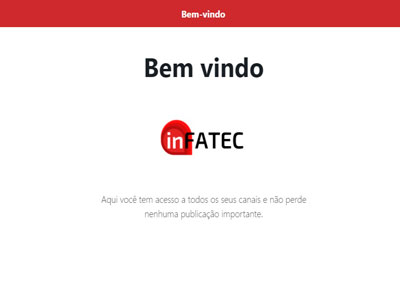 Bem-vindo
Bem vindo
inFATEC
Aqui você tem acesso a todos os seus canais e não perde
nenhuma publicação importante.